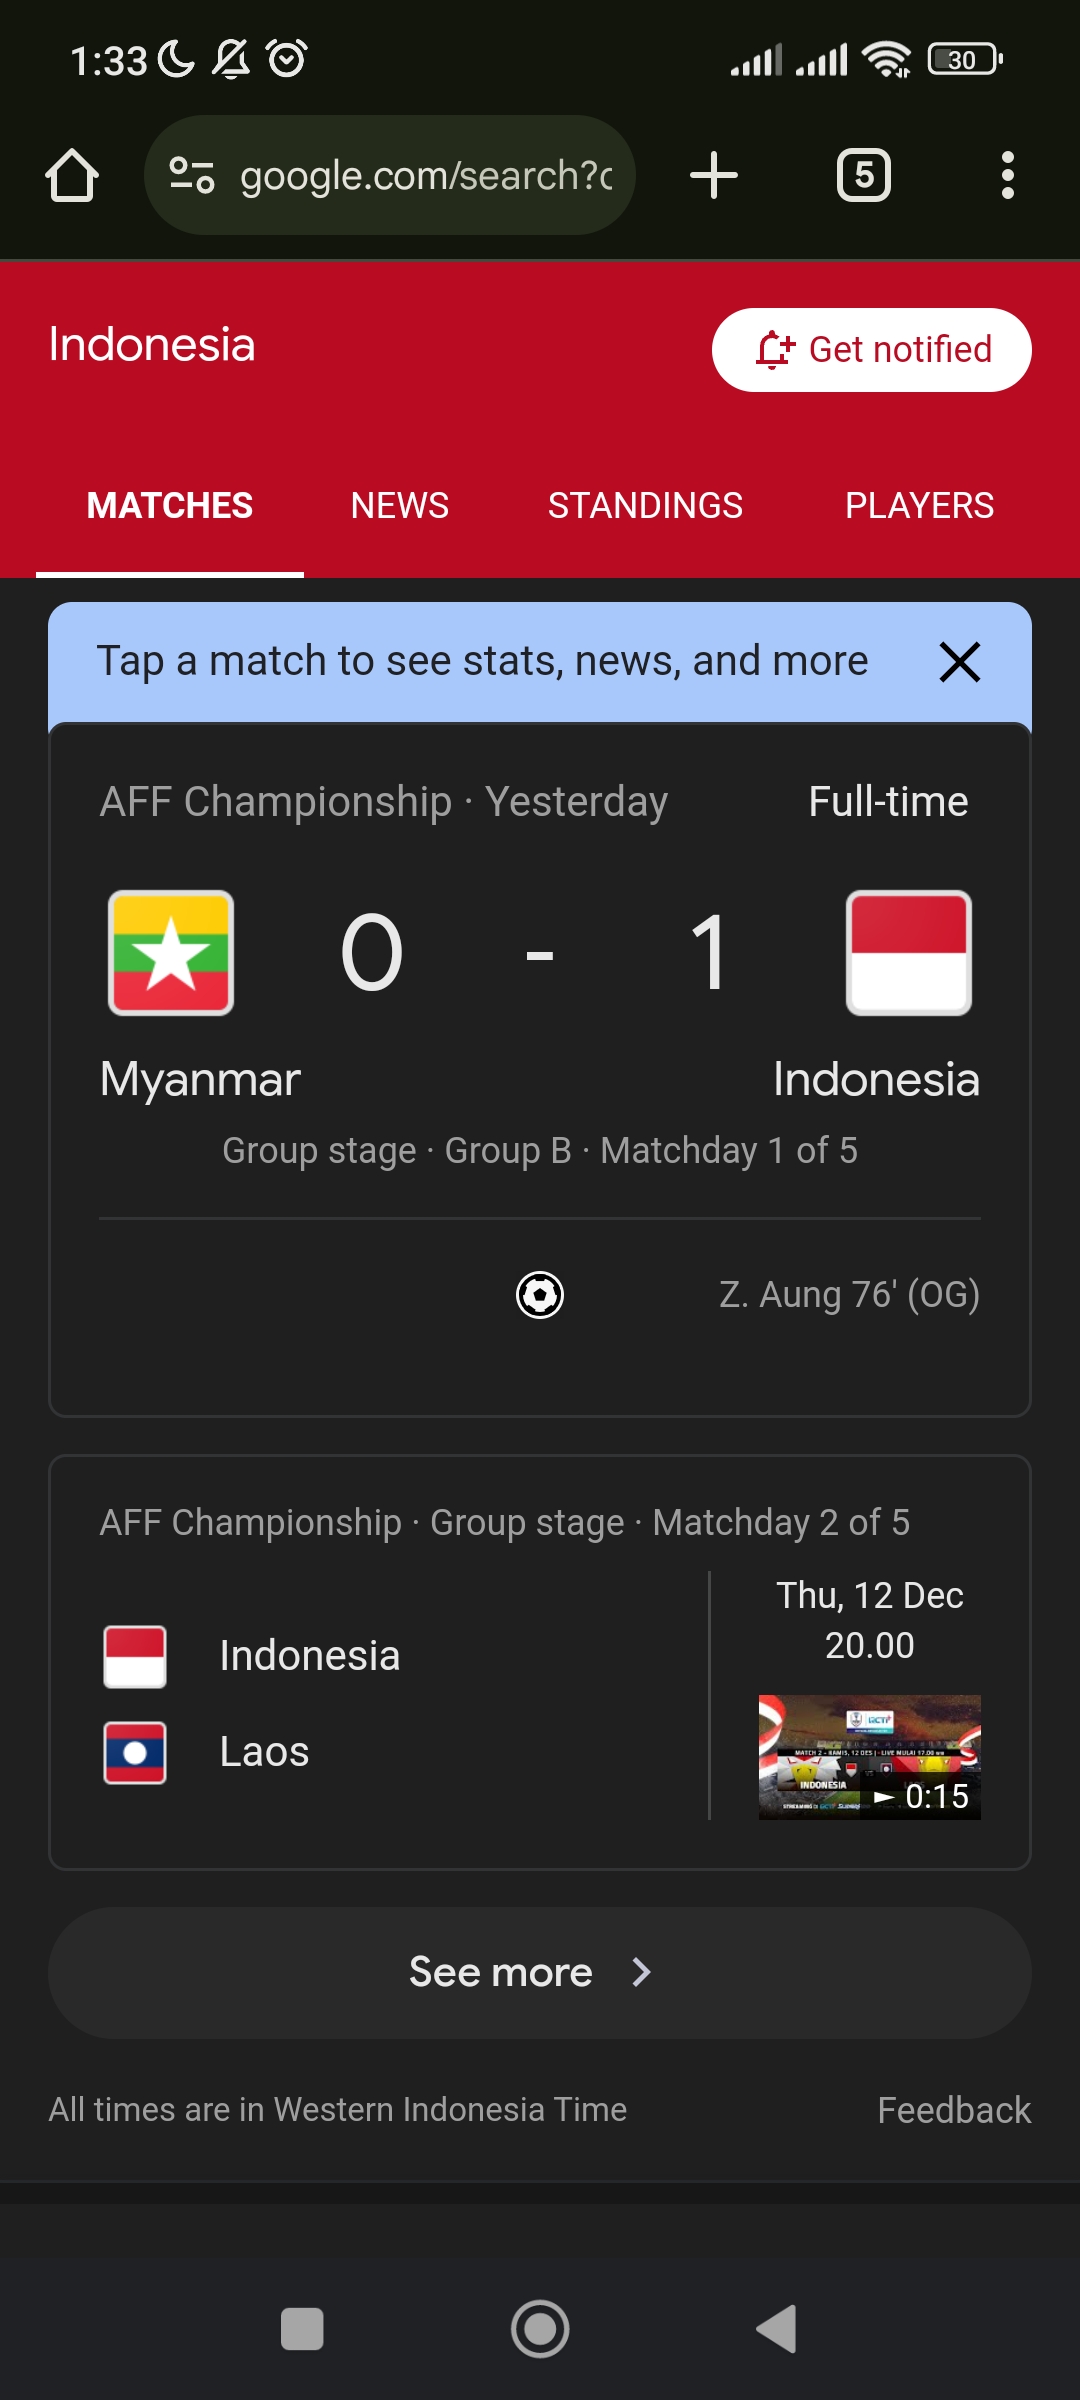 1:33
30
google.com/search?
5
Indonesia
Get notified
MATCHES NEWS STANDINGS PLAYERS
Tap a match to see stats, news, and more
AFF Championship · Yesterday Full-time
0 - 1
Myanmar Indonesia
Group stage · Group B · Matchday 1 of 5
Z. Aung 76' (OG)
AFF Championship · Group stage · Matchday 2 of 5
Thu, 12 Dec
20.00
Indonesia
Laos
RCTI+
MATCH 2 - KAMIS, 12 DES | LIVE MULAI 17.00 WIB
INDONESIA
0:15
See more
All times are in Western Indonesia Time Feedback